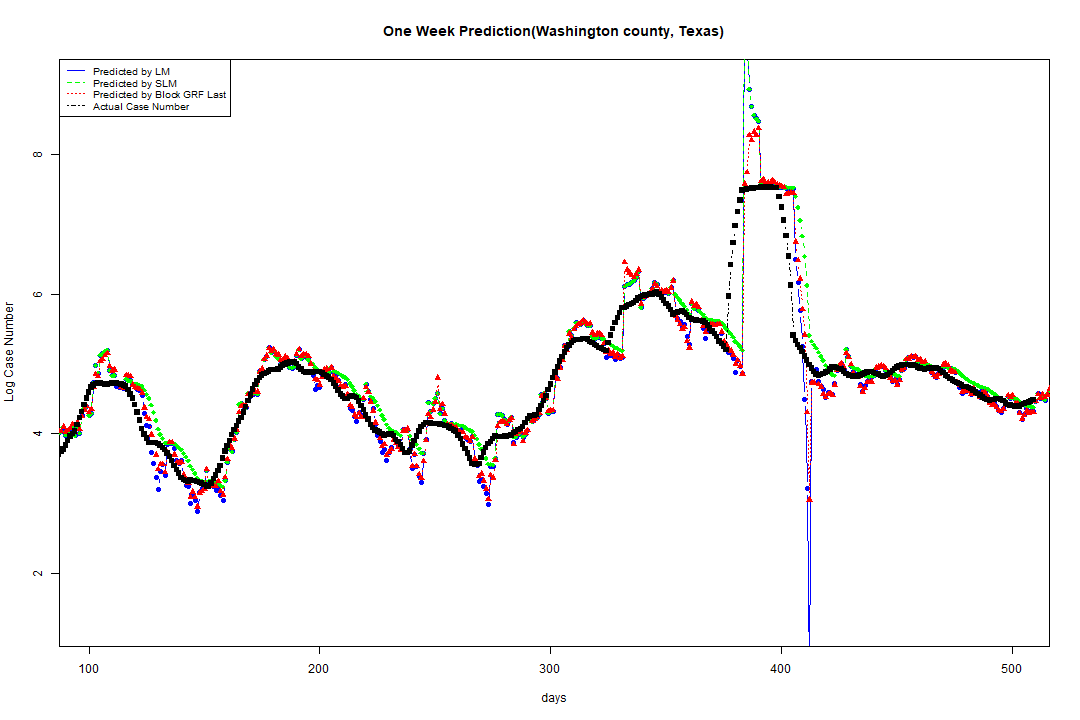 One Week Prediction(Washington county, Texas)
Predicted by LM
Predicted by SLM
Predicted by Block GRF Last
Actual Case Number
8
6
4
2
Log Case Number
100 200 300 400 500
days